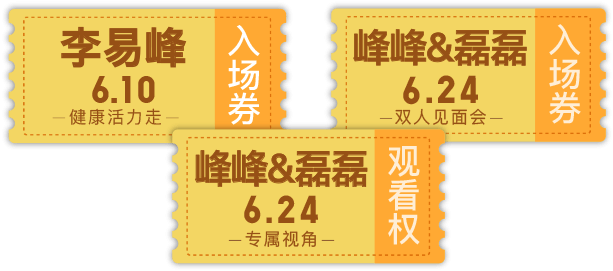 李易峰
6.10
—健康活力走—
入场券
峰峰&磊磊
6.24
—双人见面会—
入场券
峰峰&磊磊
6.24
—专属视角—
观看权